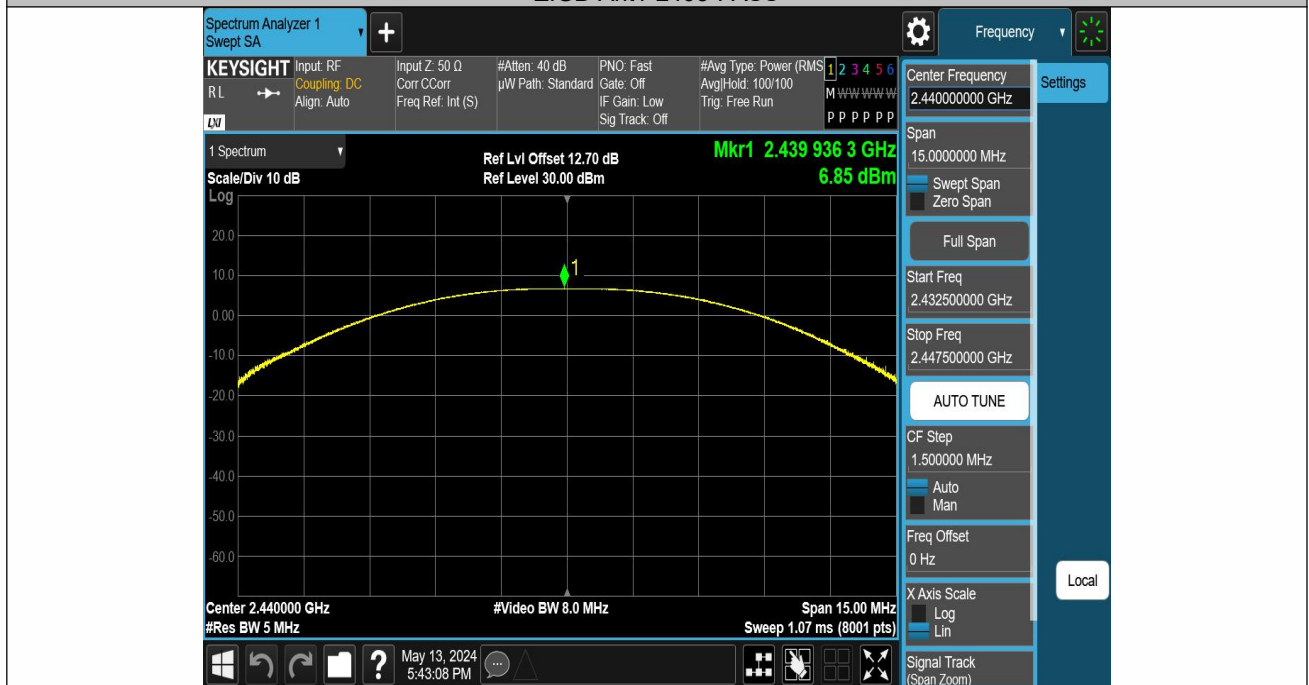 Spectrum Analyzer 1
Swept SA
+
Frequency
KEYSIGHT
RL
LXI
Input: RF
Coupling: DC
Align: Auto
Input Z: 50 Ω
Corr CCorr
Freq Ref: Int (S)
#Atten: 40 dB
µW Path: Standard
PNO: Fast
Gate: Off
IF Gain: Low
Sig Track: Off
#Avg Type: Power (RMS
Avg|Hold: 100/100
Trig: Free Run
1 2 3 4 5 6
M W W W W W
P P P P P P
1 Spectrum
Scale/Div 10 dB
Log
Ref Lvl Offset 12.70 dB
Ref Level 30.00 dBm
Mkr1 2.439 936 3 GHz
6.85 dBm
20.0
10.0
0.00
-10.0
-20.0
-30.0
-40.0
-50.0
-60.0
1
Center 2.440000 GHz
#Res BW 5 MHz
#Video BW 8.0 MHz
Span 15.00 MHz
Sweep 1.07 ms (8001 pts)
Center Frequency
2.440000000 GHz
Settings
Span
15.0000000 MHz
Swept Span
Zero Span
Full Span
Start Freq
2.432500000 GHz
Stop Freq
2.447500000 GHz
AUTO TUNE
CF Step
1.500000 MHz
Auto
Man
Freq Offset
0 Hz
X Axis Scale
Log
Lin
Local
Signal Track
(Span Zoom)
?
May 13, 2024
5:43:08 PM